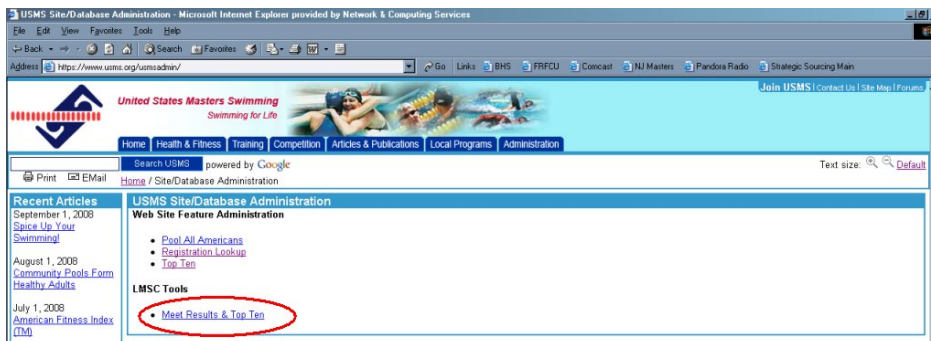 USMS Site/Database Administration - Microsoft Internet Explorer provided by Network & Computing Services
File Edit View Favorites Tools Help
Back Search Favorites
Address https://www.usms.org/usmsadmin/ Go Links BHS FRFCU Comcast NJ Masters Pandora Radio Strategic Sourcing Main
Join USMS | Contact Us | Site Map | Forums
United States Masters Swimming
Swimming for Life
Home Health & Fitness Training Competition Articles & Publications Local Programs Administration
Search USMS powered by Google Text size: Default
Print EMail Home / Site/Database Administration
Recent Articles
September 1, 2008
Spice Up Your
Swimming!
August 1, 2008
Community Pools Form
Healthy Adults
July 1, 2008
American Fitness Index
(TM)
USMS Site/Database Administration
Web Site Feature Administration
• Pool All Americans
• Registration Lookup
• Top Ten
LMSC Tools
• Meet Results & Top Ten